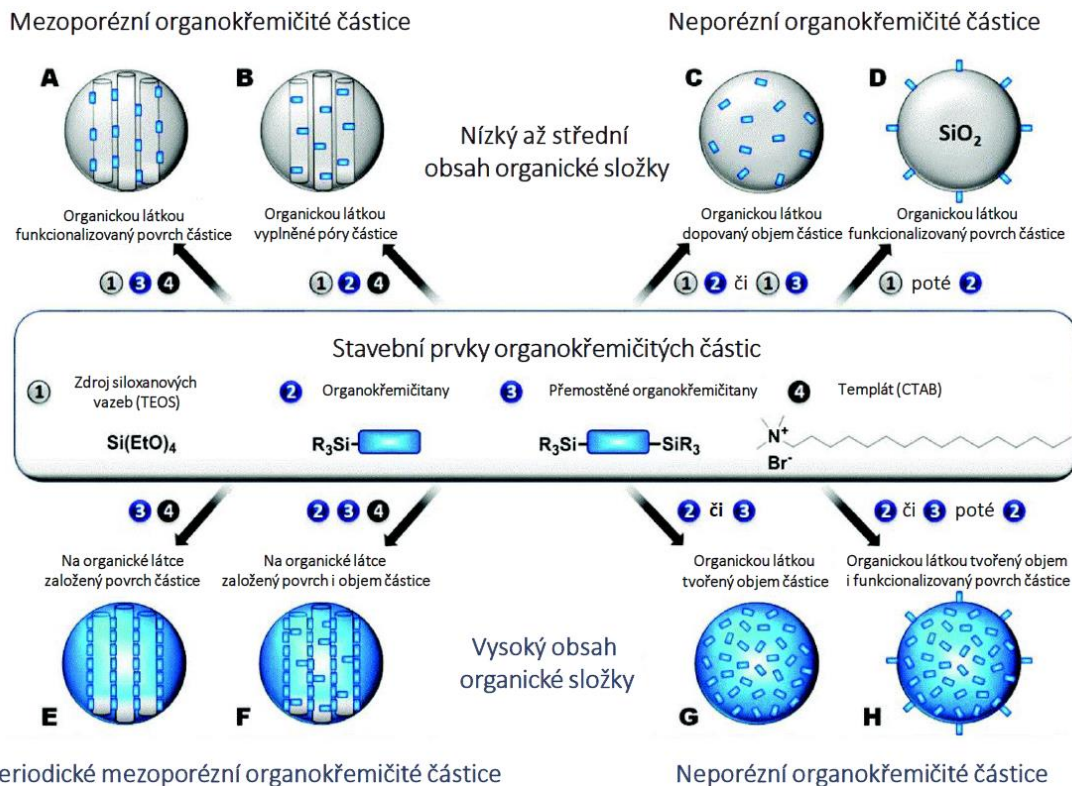 Mezoporézní organokřemičité částice
Neporézní organokřemičité částice
A
B
C
D
SiO2
Nízký až střední
obsah organické složky
Organickou látkou
funkcionalizovaný povrch částice
Organickou látkou
vyplněné póry částice
Organickou látkou
dopovaný objem částice
Organickou látkou
funkcionalizovaný povrch částice
1 3 4
1 2 4
1 2 či 1 3
1 poté 2
Stavební prvky organokřemičitých částic
1 Zdroj siloxanových
vazeb (TEOS)
2 Organokřemičitany
3 Přemostěné organokřemičitany
4 Templát (CTAB)
Si(EtO)4
R3Si
R3Si
SiR3
N+
Br-
3 4
2 3 4
2 či 3
2 či 3 poté 2
Na organické látce
založený povrch částice
Na organické látce
založený povrch i objem částice
Organickou látkou
tvořený objem částice
Organickou látkou tvořený objem
i funkcionalizovaný povrch částice
Vysoký obsah
organické složky
E
F
G
H
eriodické mezoporézní organokřemičité částice
Neporézní organokřemičité částice